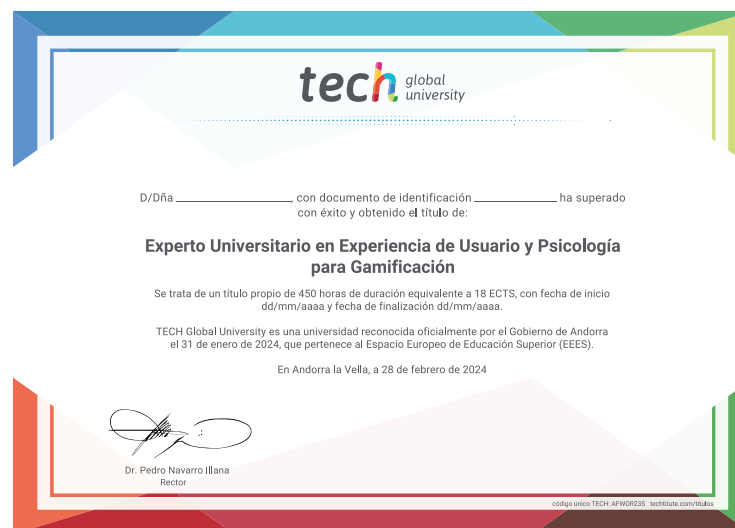 tech global university
D/Dña ____________, con documento de identificación ____________ ha superado
con éxito y obtenido el título de:
Experto Universitario en Experiencia de Usuario y Psicología
para Gamificación
Se trata de un título propio de 450 horas de duración equivalente a 18 ECTS, con fecha de inicio
dd/mm/aaaa y fecha de finalización dd/mm/aaaa.
TECH Global University es una universidad reconocida oficialmente por el Gobierno de Andorra
el 31 de enero de 2024, que pertenece al Espacio Europeo de Educación Superior (EEES).
En Andorra la Vella, a 28 de febrero de 2024
Dr. Pedro Navarro Illana
Rector
código único TECH: AFWOR23S techtitute.com/titulos